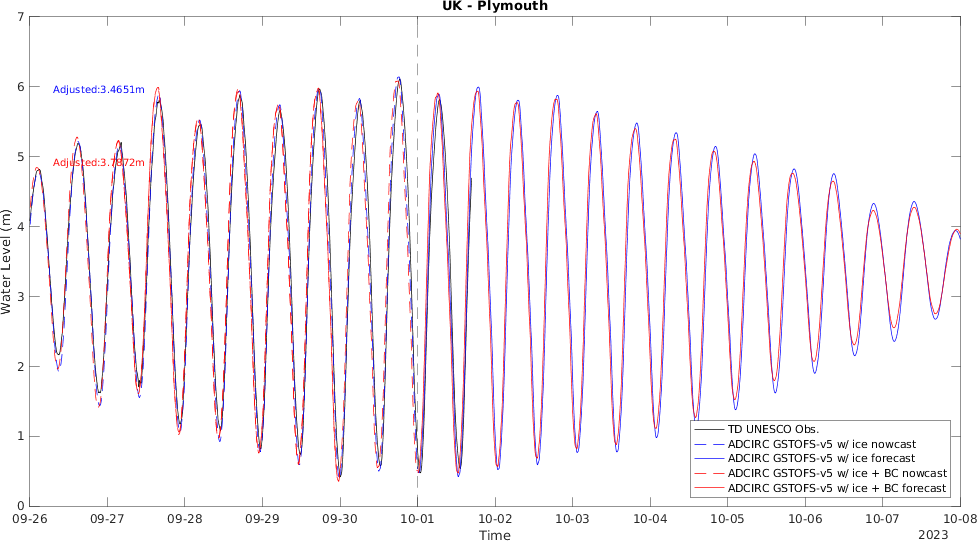 UK - Plymouth
7
6
5
4
3
2
1
0
Water Level (m)
Adjusted:3.4651m
Adjusted:3.7872m
TD UNESCO Obs.
ADCIRC GSTOFS-v5 w/ ice nowcast
ADCIRC GSTOFS-v5 w/ ice forecast
ADCIRC GSTOFS-v5 w/ ice + BC nowcast
ADCIRC GSTOFS-v5 w/ ice + BC forecast
09-26 09-27 09-28 09-29 09-30 10-01 10-02 10-03 10-04 10-05 10-06 10-07 10-08
Time
2023